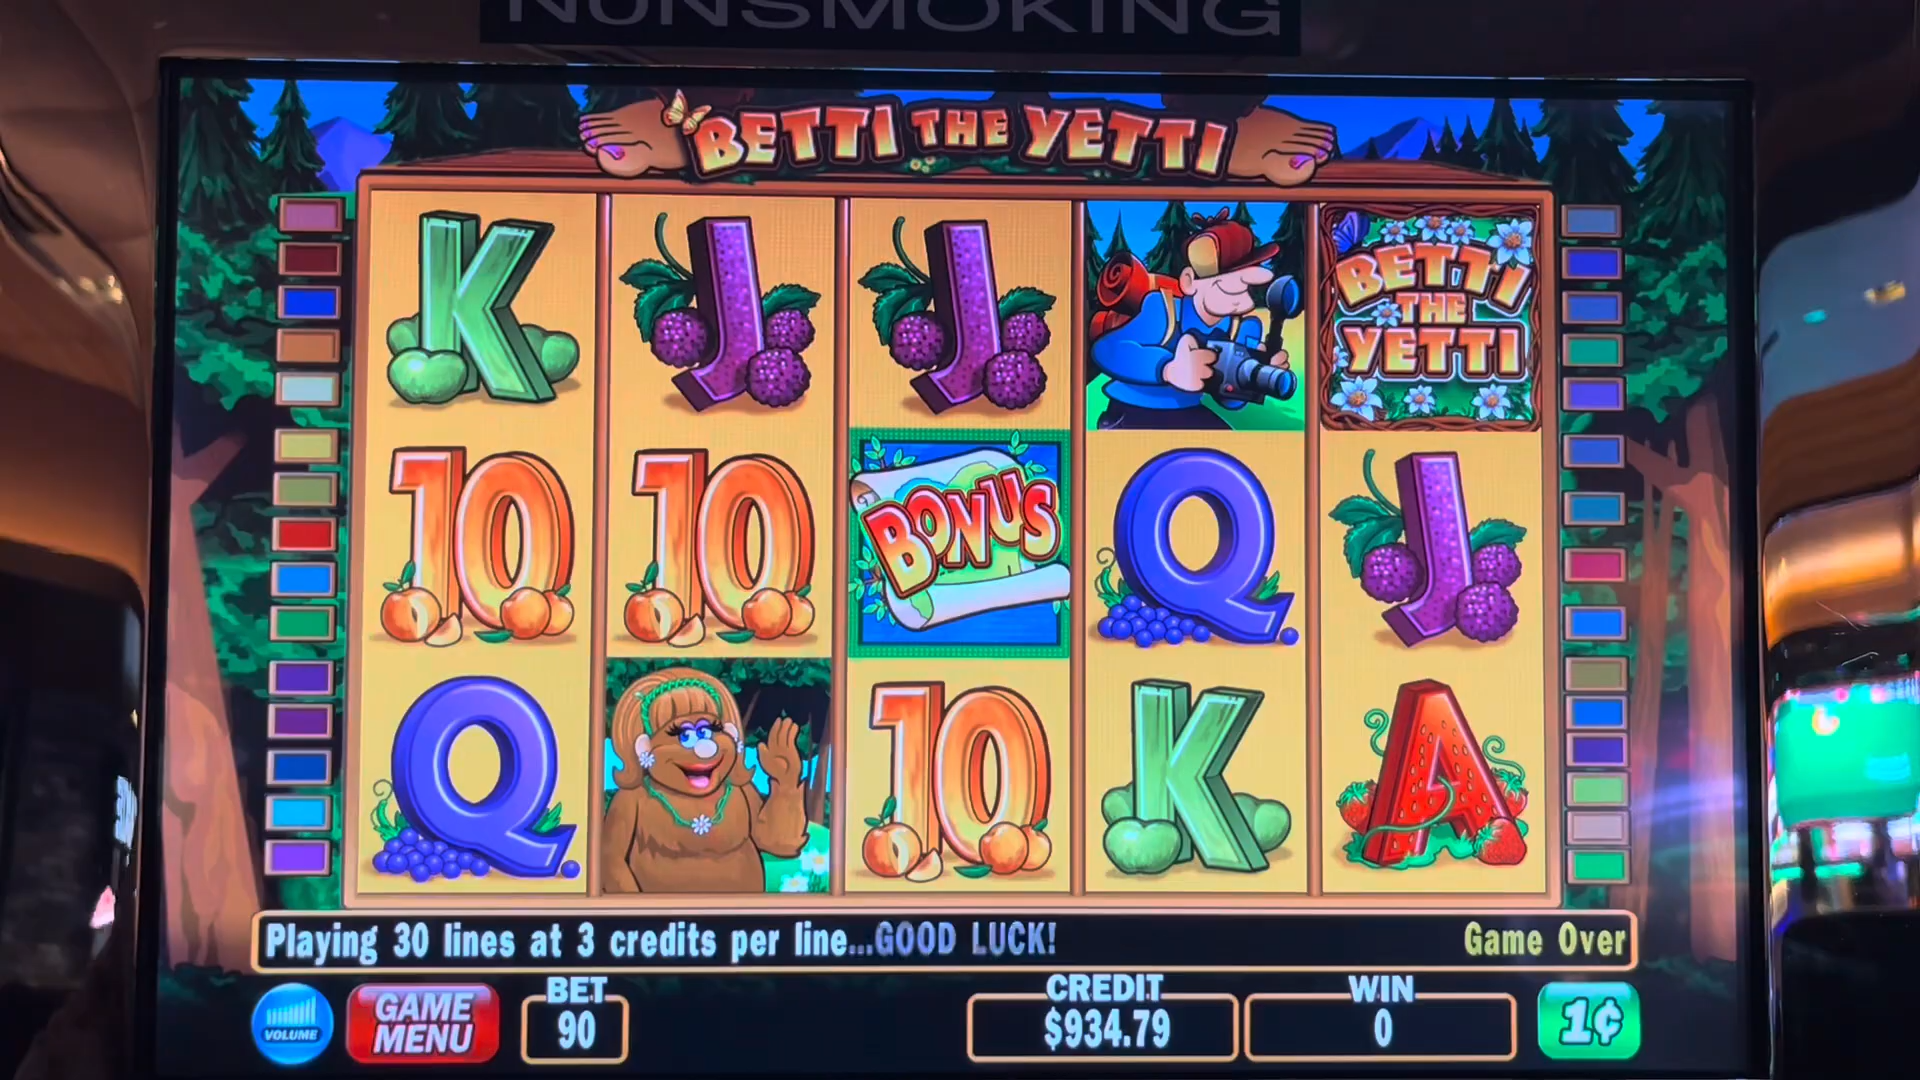 NONSMOKING
BETTI THE YETTI
K J J BETTI THE YETTI
10 10 BONUS Q J
Q 10 K A
Playing 30 lines at 3 credits per line...GOOD LUCK! Game Over
VOLUME GAME MENU BET 90 CREDIT $934.79 WIN 0 1¢